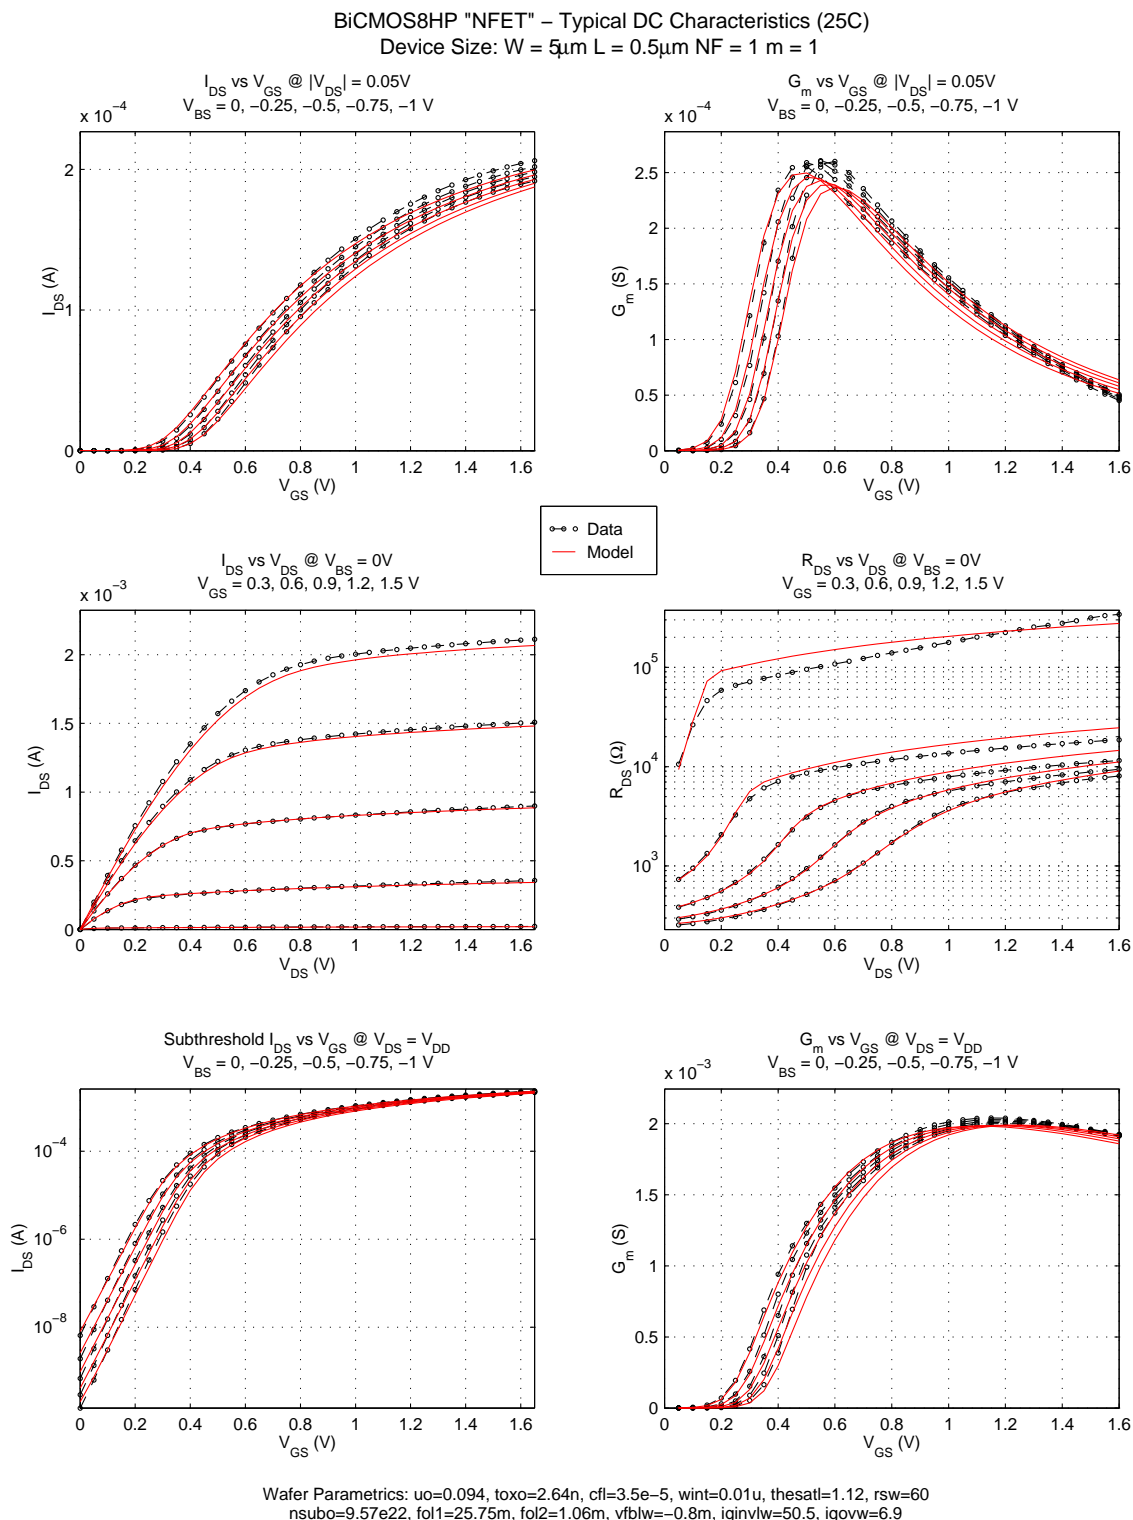 BiCMOS8HP "NFET" − Typical DC Characteristics (25C)
Device Size: W = 5μm L = 0.5μm NF = 1 m = 1
I_DS vs V_GS @ |V_DS| = 0.05V
V_BS = 0, −0.25, −0.5, −0.75, −1 V
x 10^−4
2
1
0
I_DS (A)
0 0.2 0.4 0.6 0.8 1 1.2 1.4 1.6
V_GS (V)
G_m vs V_GS @ |V_DS| = 0.05V
V_BS = 0, −0.25, −0.5, −0.75, −1 V
x 10^−4
2.5
2
1.5
1
0.5
0
G_m (S)
0 0.2 0.4 0.6 0.8 1 1.2 1.4 1.6
V_GS (V)
Data
Model
I_DS vs V_DS @ V_BS = 0V
V_GS = 0.3, 0.6, 0.9, 1.2, 1.5 V
x 10^−3
2
1.5
1
0.5
0
I_DS (A)
0 0.2 0.4 0.6 0.8 1 1.2 1.4 1.6
V_DS (V)
R_DS vs V_DS @ V_BS = 0V
V_GS = 0.3, 0.6, 0.9, 1.2, 1.5 V
10^5
10^4
10^3
R_DS (Ω)
0 0.2 0.4 0.6 0.8 1 1.2 1.4 1.6
V_DS (V)
Subthreshold I_DS vs V_GS @ V_DS = V_DD
V_BS = 0, −0.25, −0.5, −0.75, −1 V
10^−4
10^−6
10^−8
I_DS (A)
0 0.2 0.4 0.6 0.8 1 1.2 1.4 1.6
V_GS (V)
G_m vs V_GS @ V_DS = V_DD
V_BS = 0, −0.25, −0.5, −0.75, −1 V
x 10^−3
2
1.5
1
0.5
0
G_m (S)
0 0.2 0.4 0.6 0.8 1 1.2 1.4 1.6
V_GS (V)
Wafer Parametrics: uo=0.094, toxo=2.64n, cfl=3.5e−5, wint=0.01u, thesatl=1.12, rsw=60
nsubo=9.57e22, fol1=25.75m, fol2=1.06m, vfblw=−0.8m, iginvlw=50.5, igovw=6.9